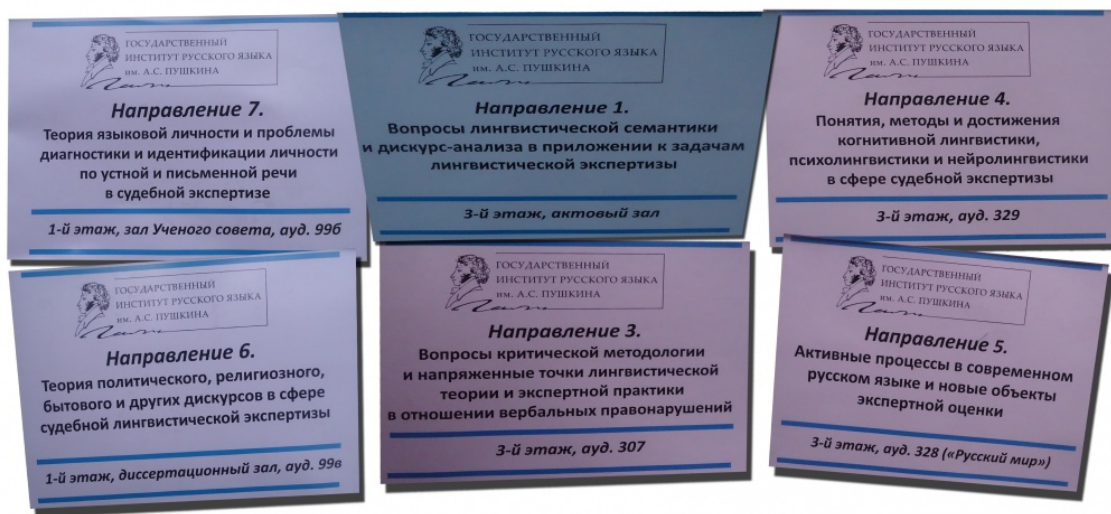 ГОСУДАРСТВЕННЫЙ
ИНСТИТУТ РУССКОГО ЯЗЫКА
им. А.С. ПУШКИНА
Направление 7.
Теория языковой личности и проблемы
диагностики и идентификации личности
по устной и письменной речи
в судебной экспертизе
1-й этаж, зал Ученого совета, ауд. 99б
ГОСУДАРСТВЕННЫЙ
ИНСТИТУТ РУССКОГО ЯЗЫКА
им. А.С. ПУШКИНА
Направление 1.
Вопросы лингвистической семантики
и дискурс-анализа в приложении к задачам
лингвистической экспертизы
3-й этаж, актовый зал
ГОСУДАРСТВЕННЫЙ
ИНСТИТУТ РУССКОГО ЯЗЫКА
им. А.С. ПУШКИНА
Направление 4.
Понятия, методы и достижения
когнитивной лингвистики,
психолингвистики и нейролингвистики
в сфере судебной экспертизы
3-й этаж, ауд. 329
ГОСУДАРСТВЕННЫЙ
ИНСТИТУТ РУССКОГО ЯЗЫКА
им. А.С. ПУШКИНА
Направление 6.
Теория политического, религиозного,
бытового и других дискурсов в сфере
судебной лингвистической экспертизы
1-й этаж, диссертационный зал, ауд. 99в
ГОСУДАРСТВЕННЫЙ
ИНСТИТУТ РУССКОГО ЯЗЫКА
им. А.С. ПУШКИНА
Направление 3.
Вопросы критической методологии
и напряженные точки лингвистической
теории и экспертной практики
в отношении вербальных правонарушений
3-й этаж, ауд. 307
ГОСУДАРСТВЕННЫЙ
ИНСТИТУТ РУССКОГО ЯЗЫКА
им. А.С. ПУШКИНА
Направление 5.
Активные процессы в современном
русском языке и новые объекты
экспертной оценки
3-й этаж, ауд. 328 («Русский мир»)